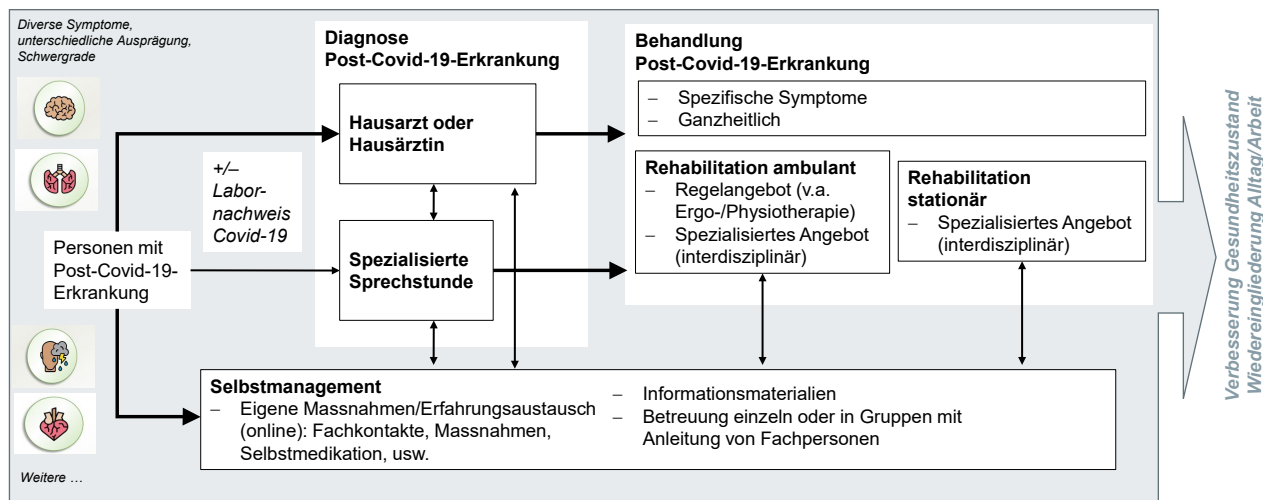 Diverse Symptome,
unterschiedliche Ausprägung,
Schwergrade
Personen mit
Post-Covid-19-
Erkrankung
Weitere …
+/–
Labor-
nachweis
Covid-19
Diagnose
Post-Covid-19-Erkrankung
Hausarzt oder
Hausärztin
Spezialisierte
Sprechstunde
Behandlung
Post-Covid-19-Erkrankung
– Spezifische Symptome
– Ganzheitlich
Rehabilitation ambulant
– Regelangebot (v.a.
Ergo-/Physiotherapie)
– Spezialisiertes Angebot
(interdisziplinär)
Rehabilitation
stationär
– Spezialisiertes Angebot
(interdisziplinär)
Selbstmanagement
– Eigene Massnahmen/Erfahrungsaustausch
(online): Fachkontakte, Massnahmen,
Selbstmedikation, usw.
– Informationsmaterialien
– Betreuung einzeln oder in Gruppen mit
Anleitung von Fachpersonen
Verbesserung Gesundheitszustand
Wiedereingliederung Alltag/Arbeit